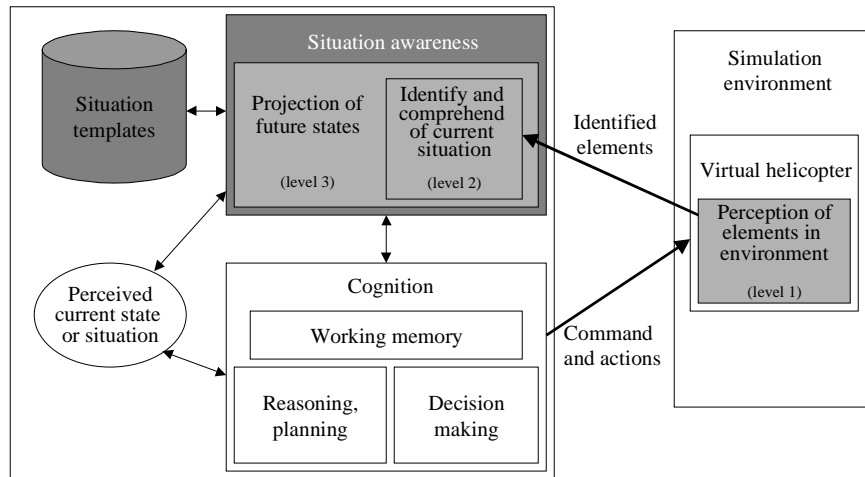 Situation awareness
Situation
templates
Projection of
future states
(level 3)
Identify and
comprehend
of current
situation
(level 2)
Identified
elements
Simulation
environment
Virtual helicopter
Perception of
elements in
environment
(level 1)
Perceived
current state
or situation
Cognition
Working memory
Reasoning,
planning
Decision
making
Command
and actions